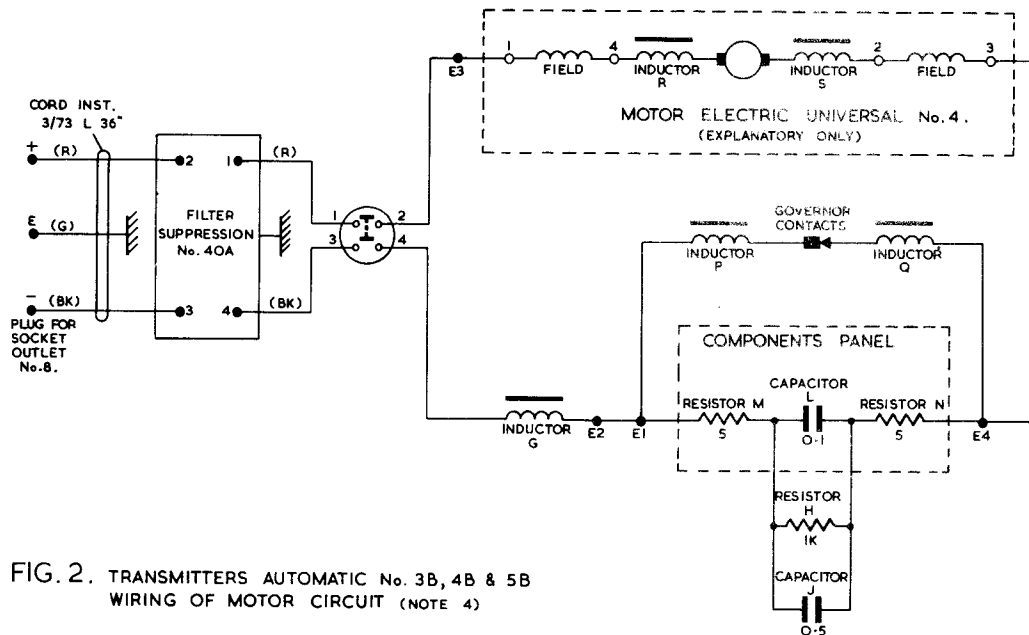 1
FIELD
4
INDUCTOR
R
INDUCTOR
S
2
FIELD
3
E3
MOTOR ELECTRIC UNIVERSAL No. 4.
(EXPLANATORY ONLY)
CORD INST.
3/73 L 36"
+
(R)
2
1
(R)
E
(G)
FILTER
SUPPRESSION
No. 40A
1
2
3
4
–
(BK)
3
4
(BK)
PLUG FOR
SOCKET
OUTLET
No. 8.
GOVERNOR
CONTACTS
INDUCTOR
P
INDUCTOR
Q
COMPONENTS PANEL
CAPACITOR
L
RESISTOR M
RESISTOR N
INDUCTOR
G
E2
E1
5
0·1
5
E4
RESISTOR
H
1K
CAPACITOR
J
0·5
FIG. 2. TRANSMITTERS AUTOMATIC No. 3B, 4B & 5B
WIRING OF MOTOR CIRCUIT (NOTE 4)